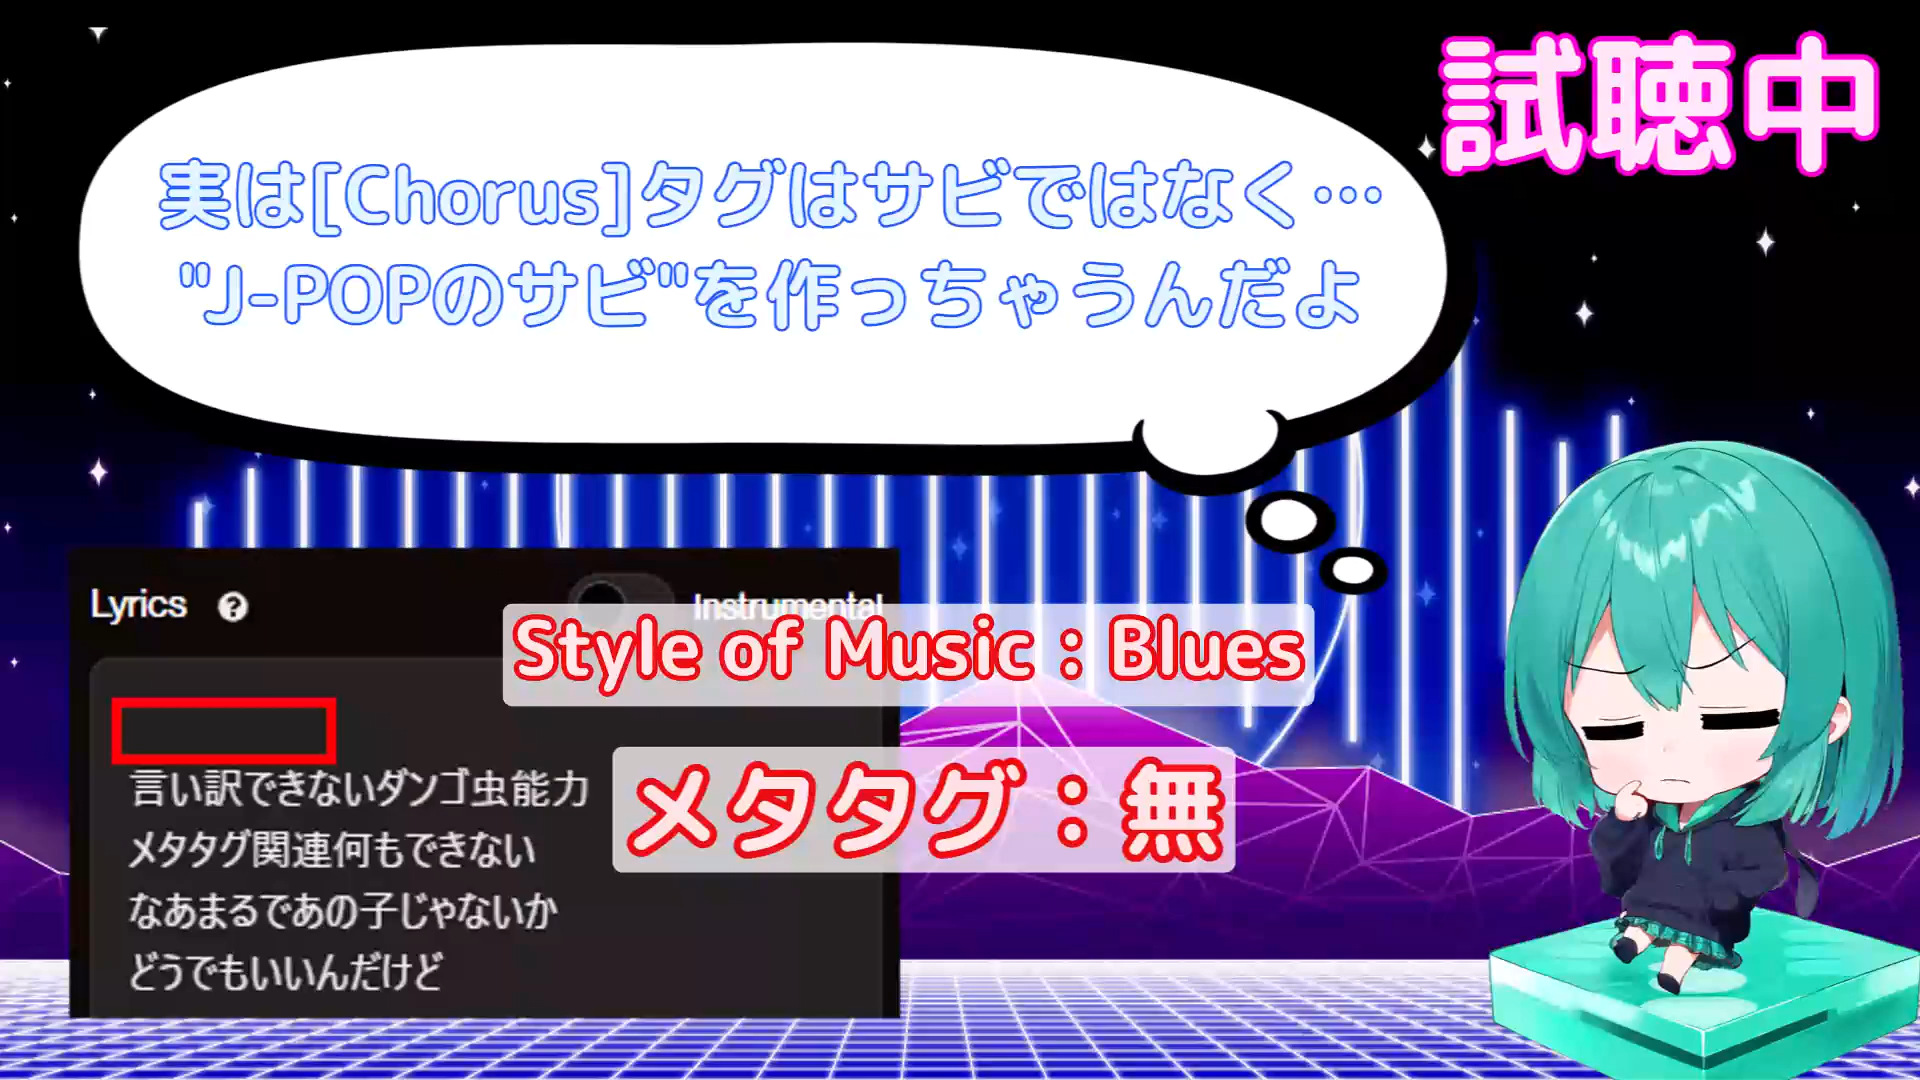 試聴中
実は[Chorus]タグはサビではなく…
"J-POPのサビ"を作っちゃうんだよ
Lyrics ?
Instrumental
Style of Music：Blues
メタタグ：無
言い訳できないダンゴ虫能力
メタタグ関連何もできない
なあまるであの子じゃないか
どうでもいいんだけど